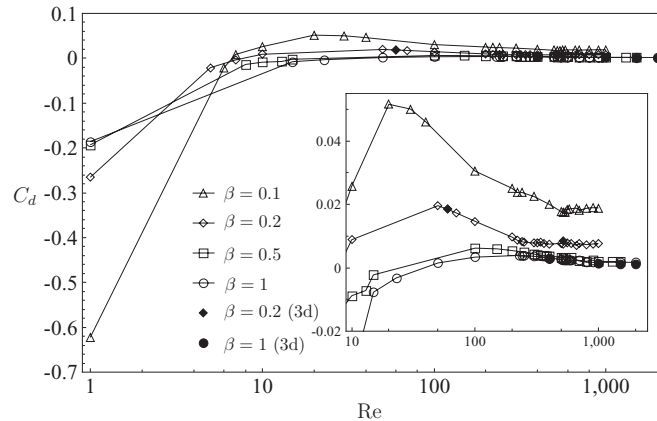 0.1
0
-0.1
-0.2
-0.3
-0.4
-0.5
-0.6
-0.7
C_d
β = 0.1
β = 0.2
β = 0.5
β = 1
β = 0.2 (3d)
β = 1 (3d)
0.04
0.02
0
-0.02
10
100
1,000
1
10
100
1,000
Re